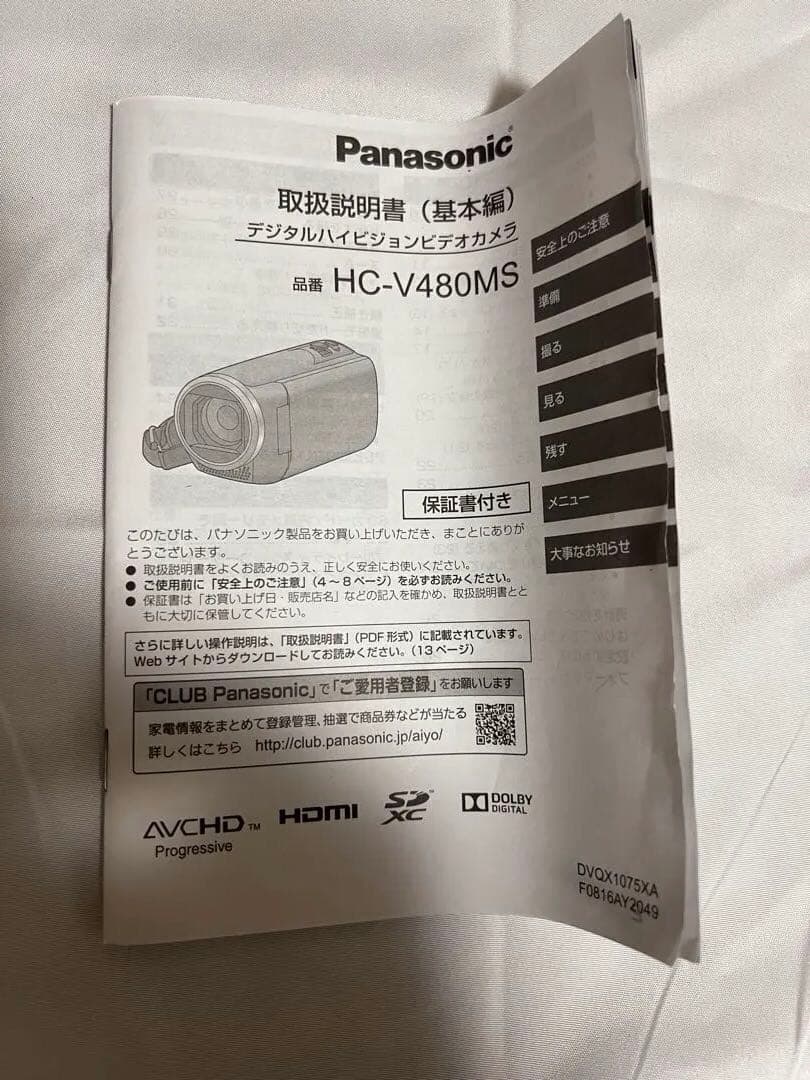 Panasonic®
取扱説明書（基本編）
デジタルハイビジョンビデオカメラ
品番 HC-V480MS
安全上のご注意
準備
撮る
見る
残す
メニュー
大事なお知らせ
保証書付き
このたびは、パナソニック製品をお買い上げいただき、まことにありが
とうございます。
● 取扱説明書をよくお読みのうえ、正しく安全にお使いください。
● ご使用前に「安全上のご注意」（4～8ページ）を必ずお読みください。
● 保証書は「お買い上げ日・販売店名」などの記入を確かめ、取扱説明書とと
もに大切に保管してください。
さらに詳しい操作説明は、「取扱説明書」（PDF 形式）に記載されています。
Web サイトからダウンロードしてお読みください。（13 ページ）
「CLUB Panasonic」で「ご愛用者登録」をお願いします
家電情報をまとめて登録管理、抽選で商品券などが当たる
詳しくはこちら http://club.panasonic.jp/aiyo/
AVCHD™
Progressive
HDMI
SD™
XC
DOLBY
DIGITAL
DVQX1075XA
F0816AY2049